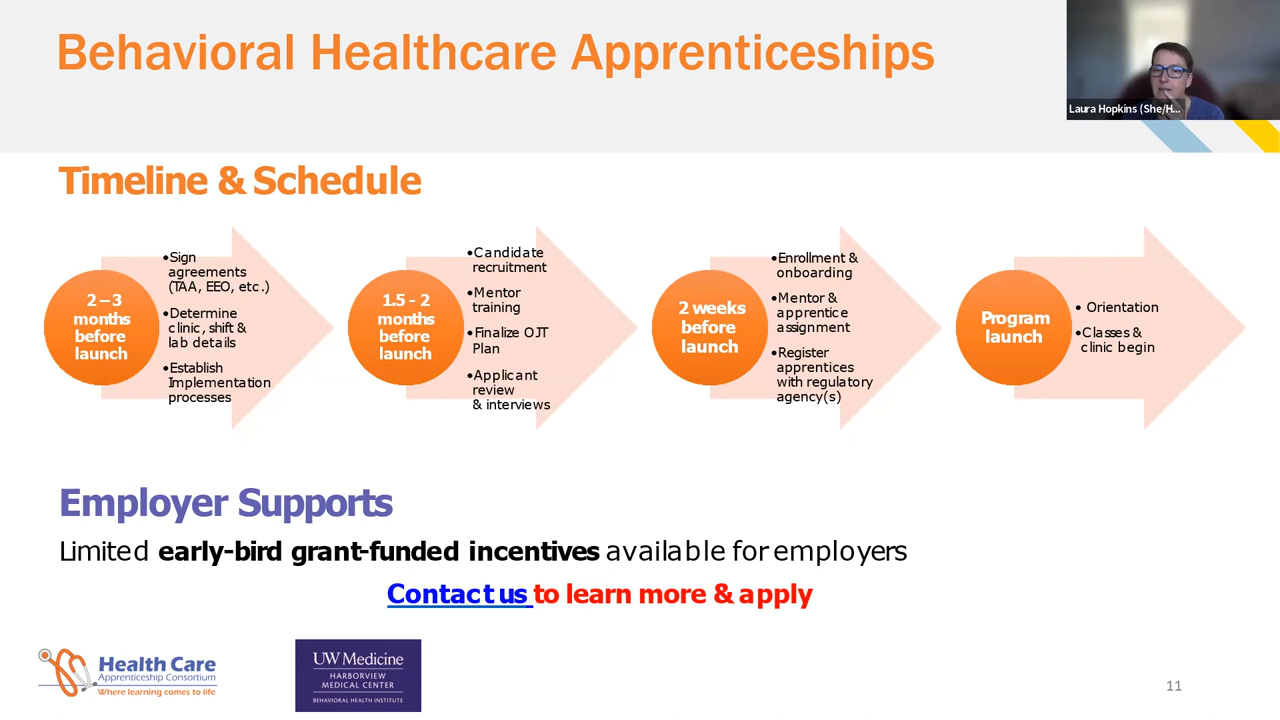 Behavioral Healthcare Apprenticeships
Laura Hopkins (She/H...
Timeline & Schedule
2 – 3
months
before
launch
•Sign
agreements
(TAA, EEO, etc.)
•Determine
clinic, shift &
lab details
•Establish
Implementation
processes
1.5 - 2
months
before
launch
•Candidate
recruitment
•Mentor
training
•Finalize OJT
Plan
•Applicant
review
& interviews
2 weeks
before
launch
•Enrollment &
onboarding
•Mentor &
apprentice
assignment
•Register
apprentices
with regulatory
agency(s)
Program
launch
• Orientation
•Classes &
clinic begin
Employer Supports
Limited early-bird grant-funded incentives available for employers
Contact us to learn more & apply
Health Care
Apprenticeship Consortium
Where learning comes to life
UW Medicine
HARBORVIEW
MEDICAL CENTER
BEHAVIORAL HEALTH INSTITUTE
11